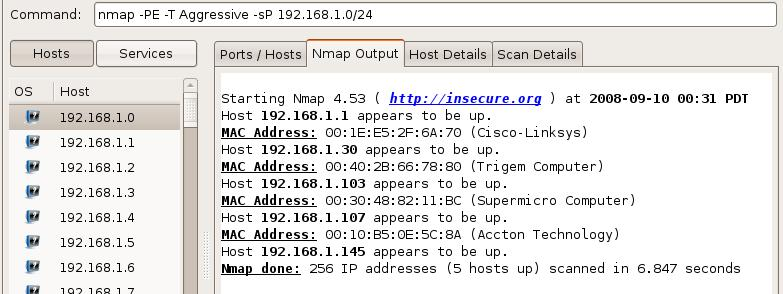 Command: nmap -PE -T Aggressive -sP 192.168.1.0/24
Hosts Services
OS Host
192.168.1.0
192.168.1.1
192.168.1.2
192.168.1.3
192.168.1.4
192.168.1.5
192.168.1.6
192.168.1.7
Ports / Hosts Nmap Output Host Details Scan Details
Starting Nmap 4.53 ( http://insecure.org ) at 2008-09-10 00:31 PDT
Host 192.168.1.1 appears to be up.
MAC Address: 00:1E:E5:2F:6A:70 (Cisco-Linksys)
Host 192.168.1.30 appears to be up.
MAC Address: 00:40:2B:66:78:80 (Trigem Computer)
Host 192.168.1.103 appears to be up.
MAC Address: 00:30:48:82:11:BC (Supermicro Computer)
Host 192.168.1.107 appears to be up.
MAC Address: 00:10:B5:0E:5C:8A (Accton Technology)
Host 192.168.1.145 appears to be up.
Nmap done: 256 IP addresses (5 hosts up) scanned in 6.847 seconds